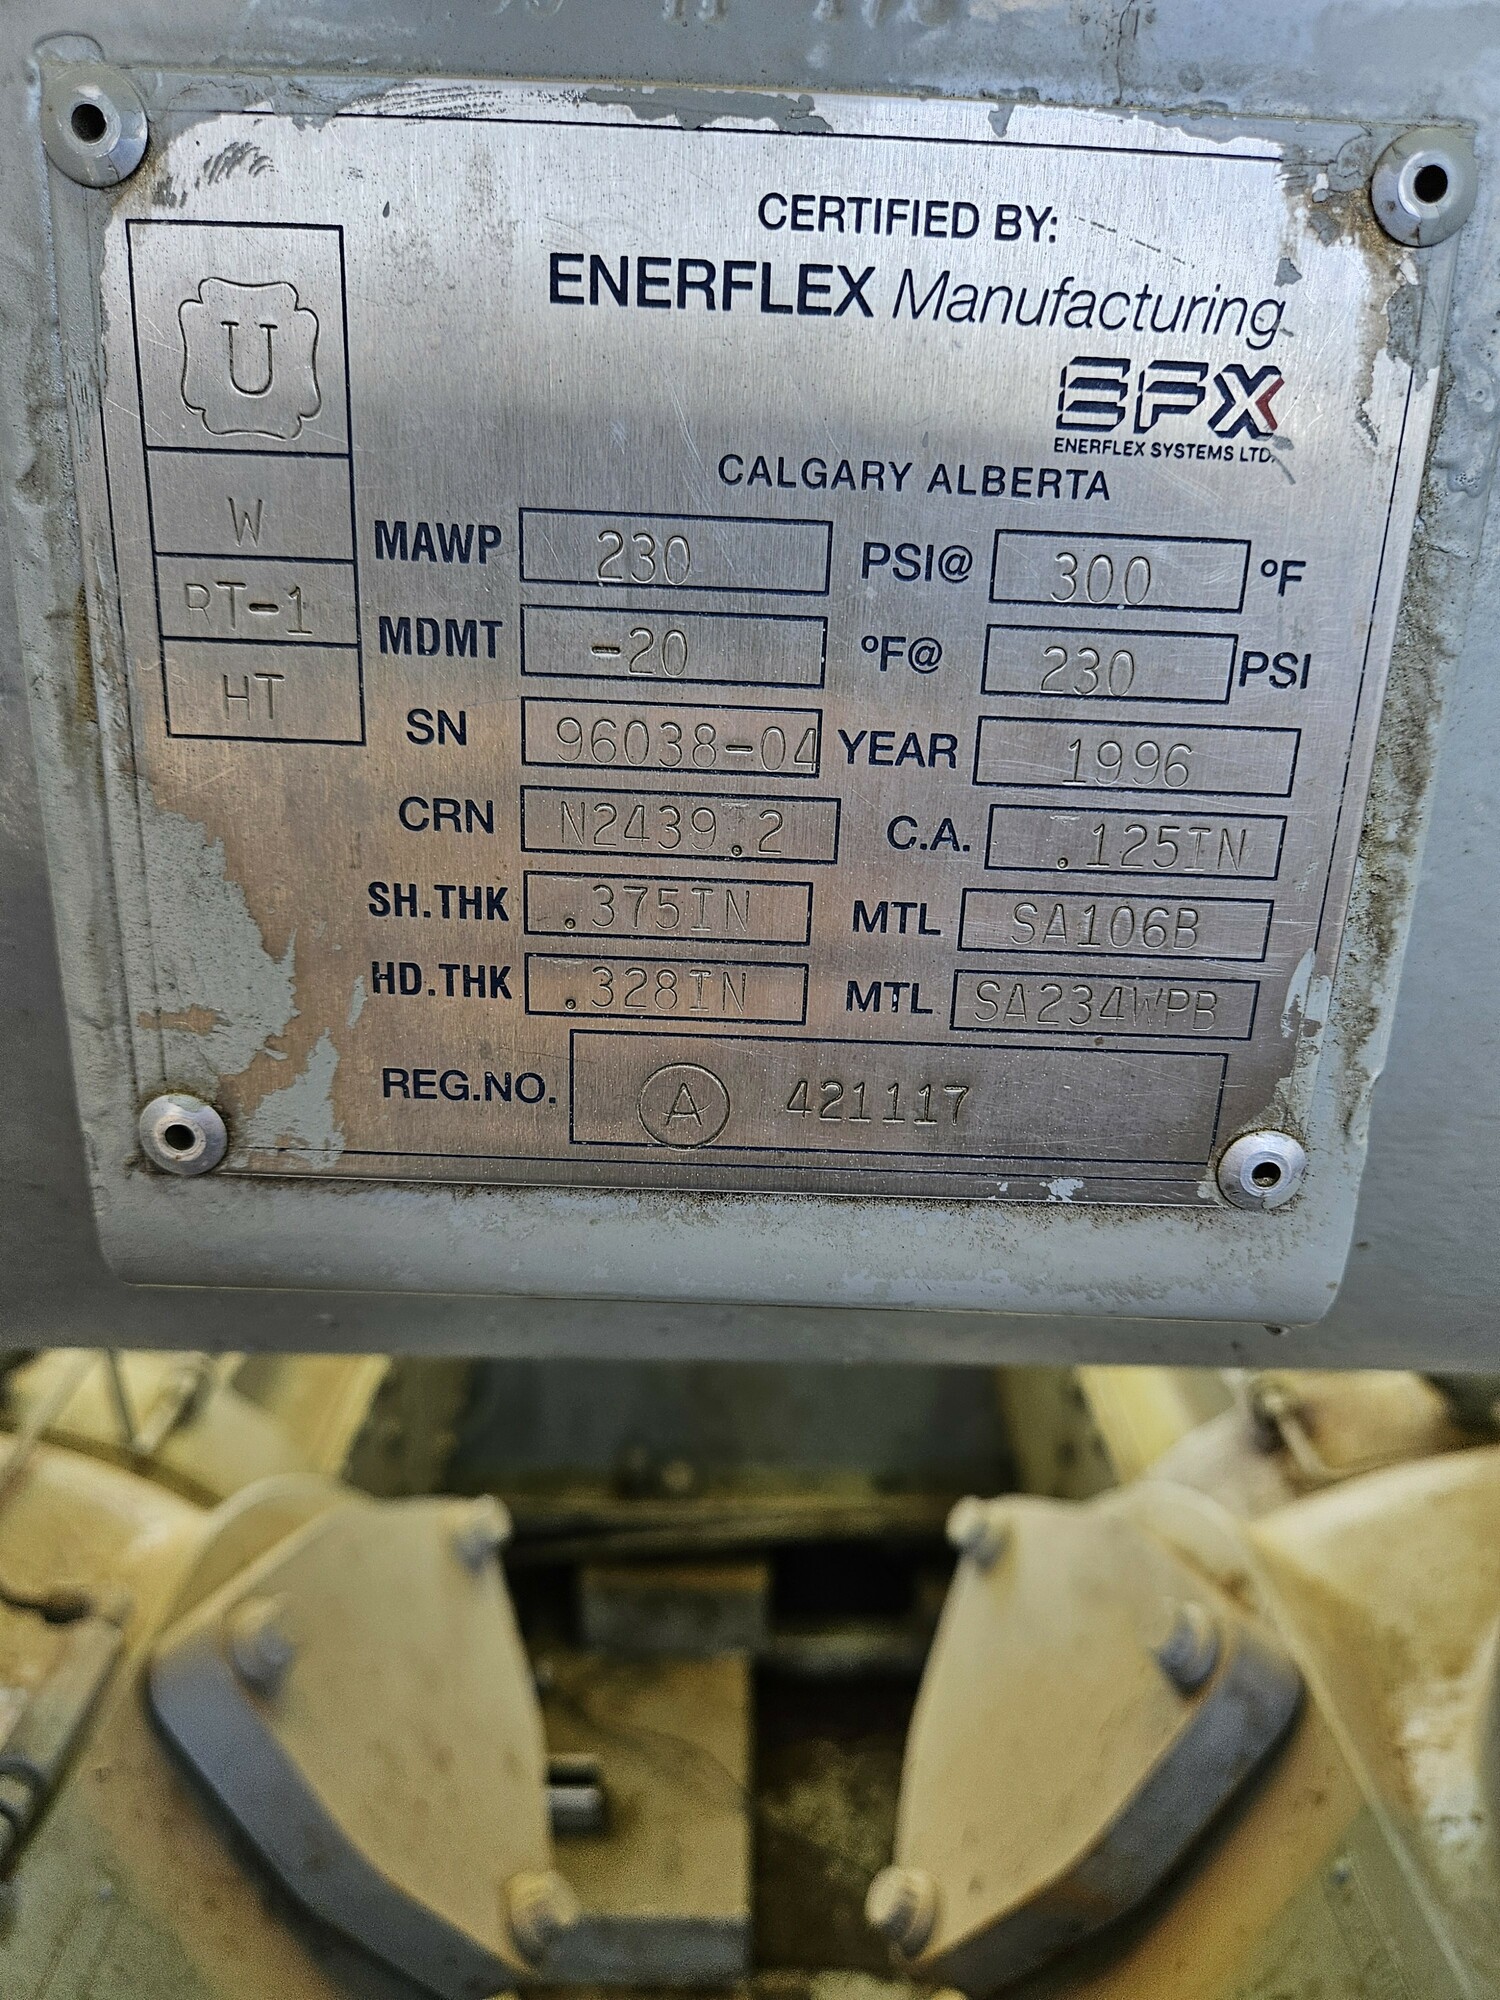 CERTIFIED BY:
ENERFLEX Manufacturing
EFX
ENERFLEX SYSTEMS LTD.
CALGARY ALBERTA
U
W
RT-1
HT
MAWP 230 PSI@ 300 °F
MDMT -20 °F@ 230 PSI
SN 96038-04 YEAR 1996
CRN N2439.2 C.A. .125IN
SH.THK .375IN MTL SA106B
HD.THK .328IN MTL SA234WPB
REG.NO. A 421117